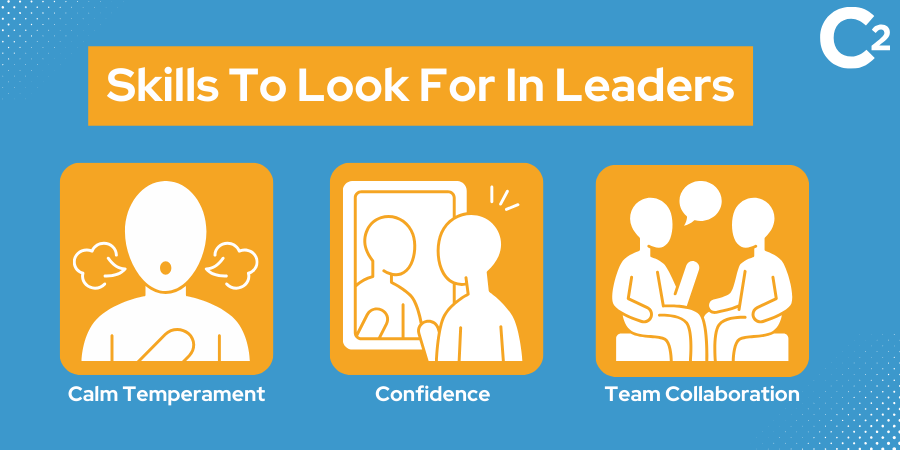 C2
Skills To Look For In Leaders
Calm Temperament
Confidence
Team Collaboration